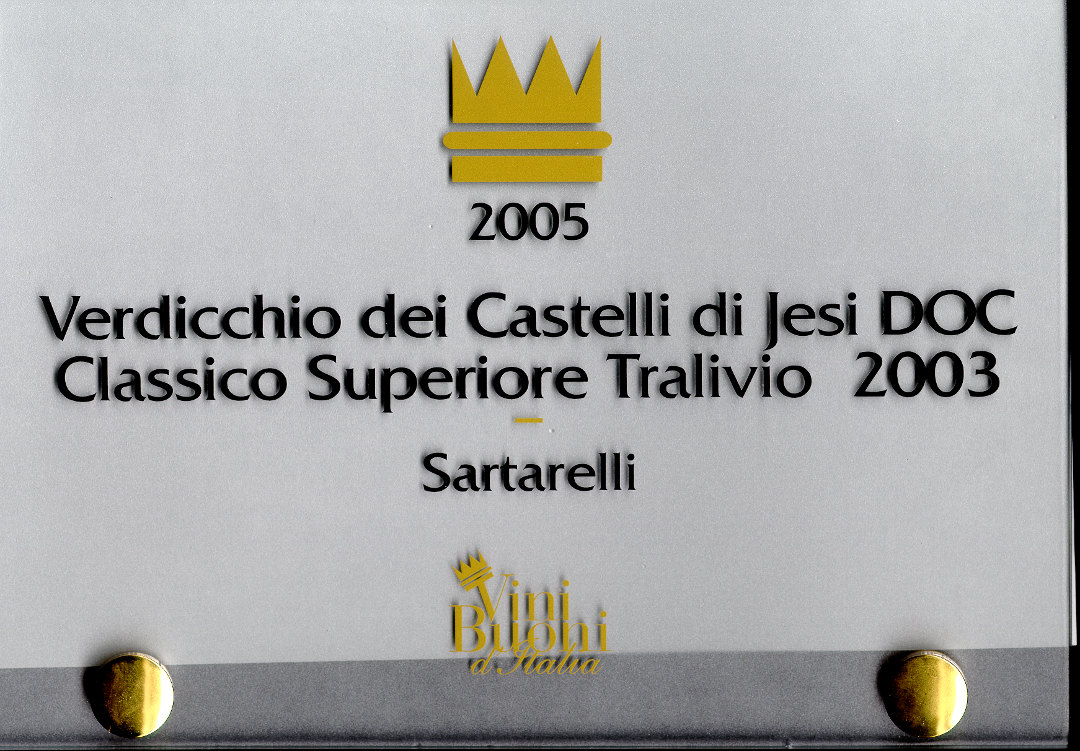 2005
Verdicchio dei Castelli di Jesi DOC
Classico Superiore Tralivio 2003
Sartarelli
Vini
Buoni
d'Italia